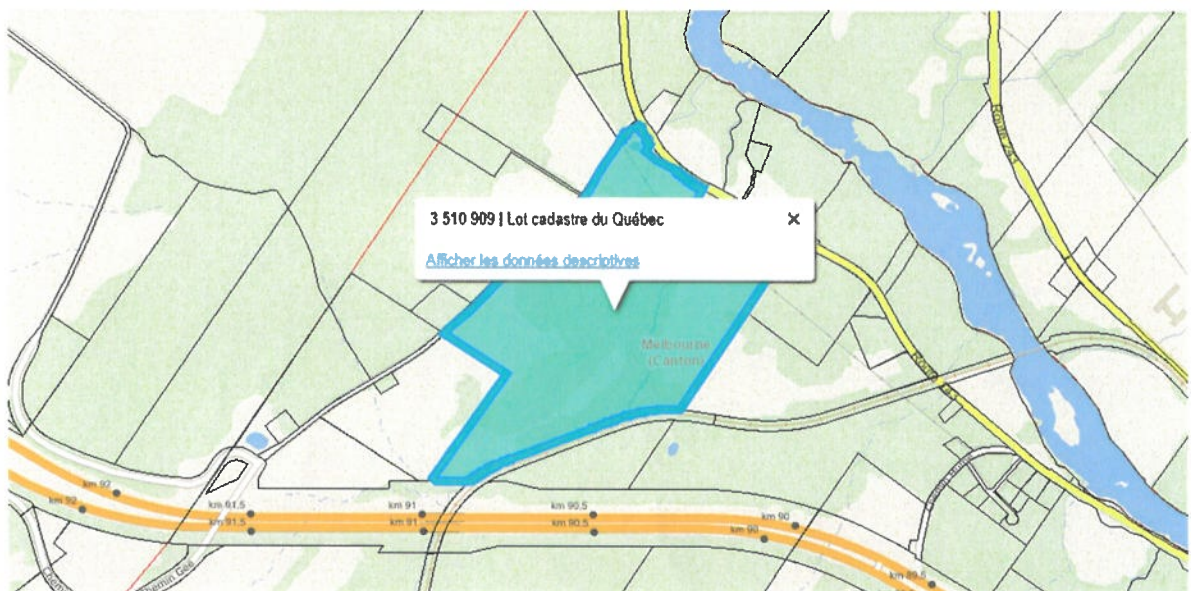 Route 243
3 510 909 | Lot cadastre du Québec
×
Afficher les données descriptives
Melbourne
(Canton)
km 92
km 92
km 91.5
km 91.5
km 91
km 91
km 90.5
km 90.5
km 90
km 90
km 89.5
Chemin Gee